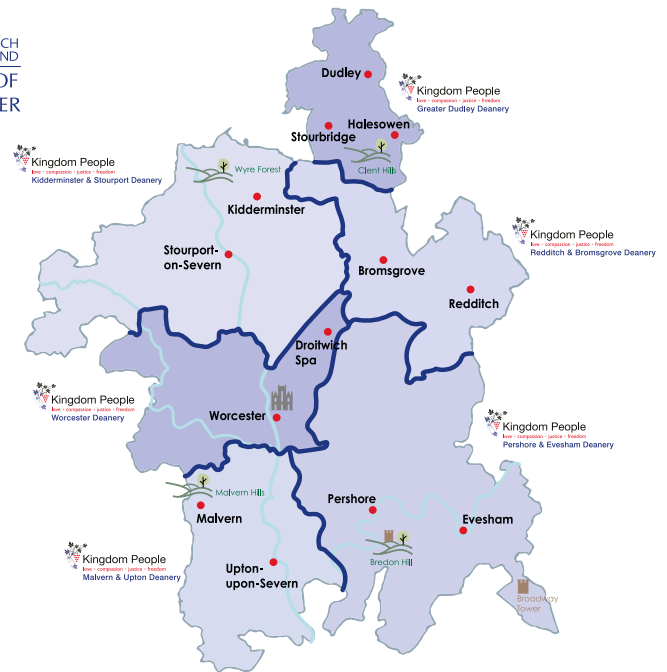 CH
ND
OF
ER
Dudley
Kingdom People
love · compassion · justice · freedom
Greater Dudley Deanery
Stourbridge
Halesowen
Clent Hills
Kingdom People
love · compassion · justice · freedom
Kidderminster & Stourport Deanery
Wyre Forest
Kidderminster
Kingdom People
love · compassion · justice · freedom
Redditch & Bromsgrove Deanery
Stourport-
on-Severn
Bromsgrove
Redditch
Droitwich
Spa
Kingdom People
love · compassion · justice · freedom
Worcester Deanery
Worcester
Kingdom People
love · compassion · justice · freedom
Pershore & Evesham Deanery
Malvern Hills
Malvern
Pershore
Evesham
Kingdom People
love · compassion · justice · freedom
Malvern & Upton Deanery
Upton-
upon-Severn
Bredon Hill
Broadway
Tower